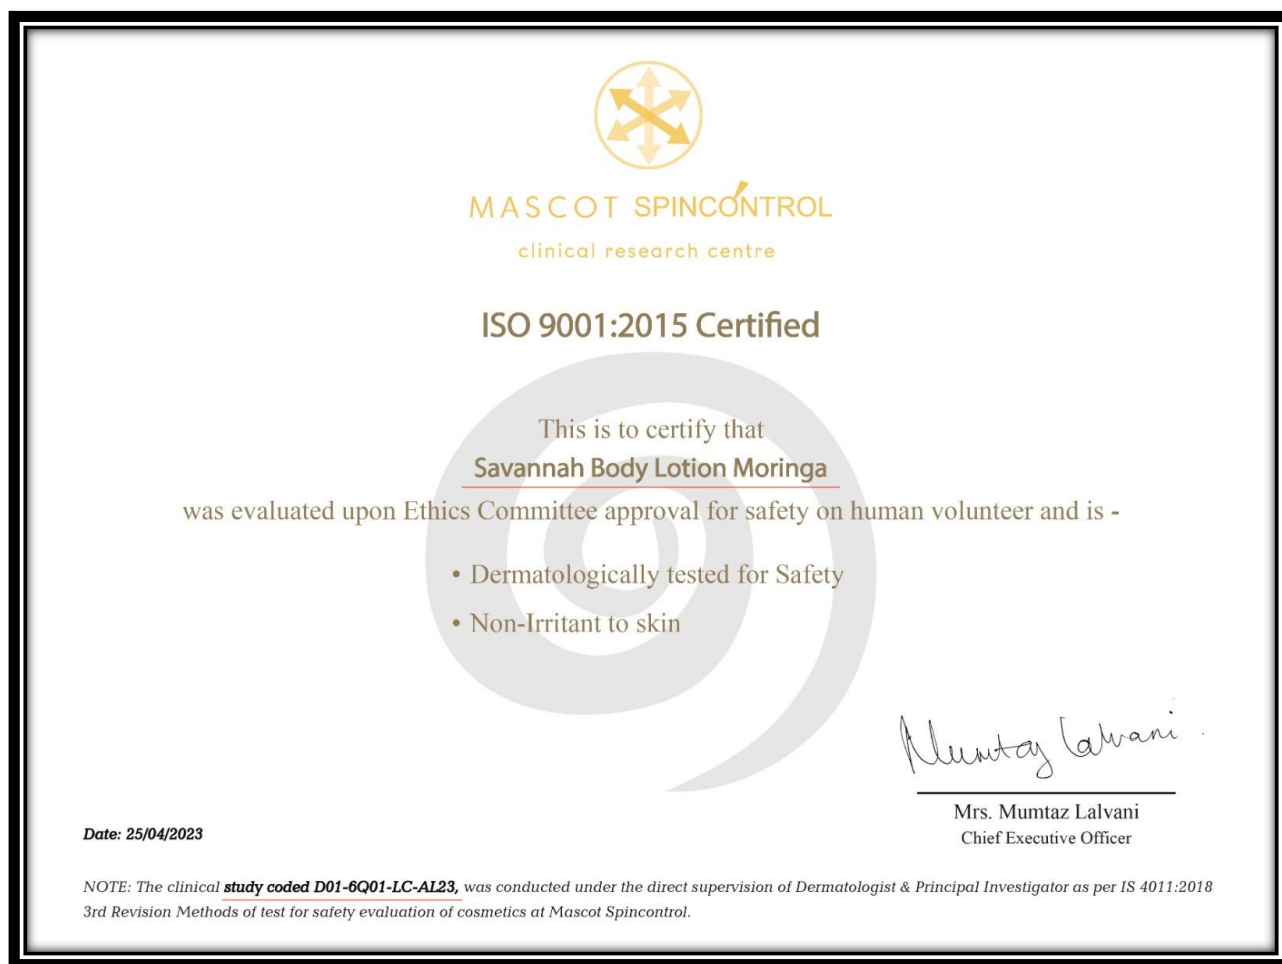 MASCOT SPINCONTROL
clinical research centre
ISO 9001:2015 Certified
This is to certify that
Savannah Body Lotion Moringa
was evaluated upon Ethics Committee approval for safety on human volunteer and is -
• Dermatologically tested for Safety
• Non-Irritant to skin
Mumtaz Lalvani
Mrs. Mumtaz Lalvani
Chief Executive Officer
Date: 25/04/2023
NOTE: The clinical study coded D01-6Q01-LC-AL23, was conducted under the direct supervision of Dermatologist & Principal Investigator as per IS 4011:2018
3rd Revision Methods of test for safety evaluation of cosmetics at Mascot Spincontrol.